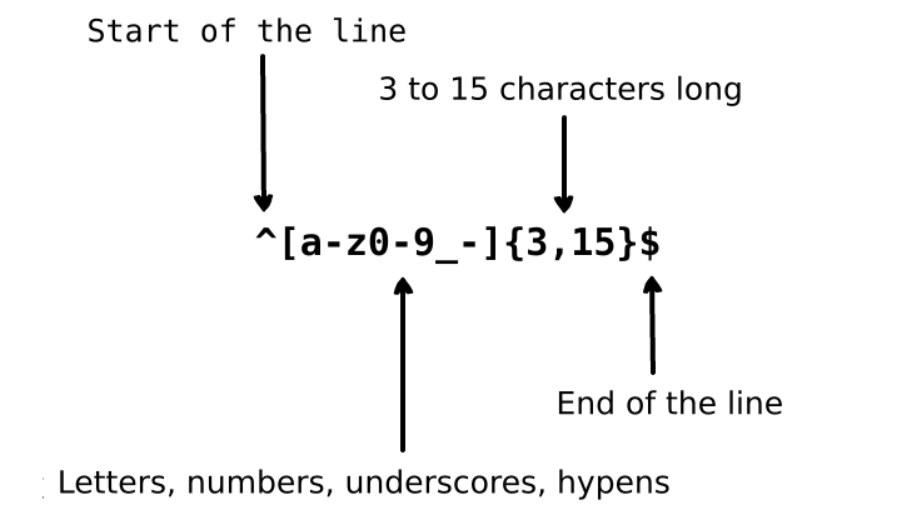 Start of the line
3 to 15 characters long
^[a-z0-9_-]{3,15}$
End of the line
Letters, numbers, underscores, hypens